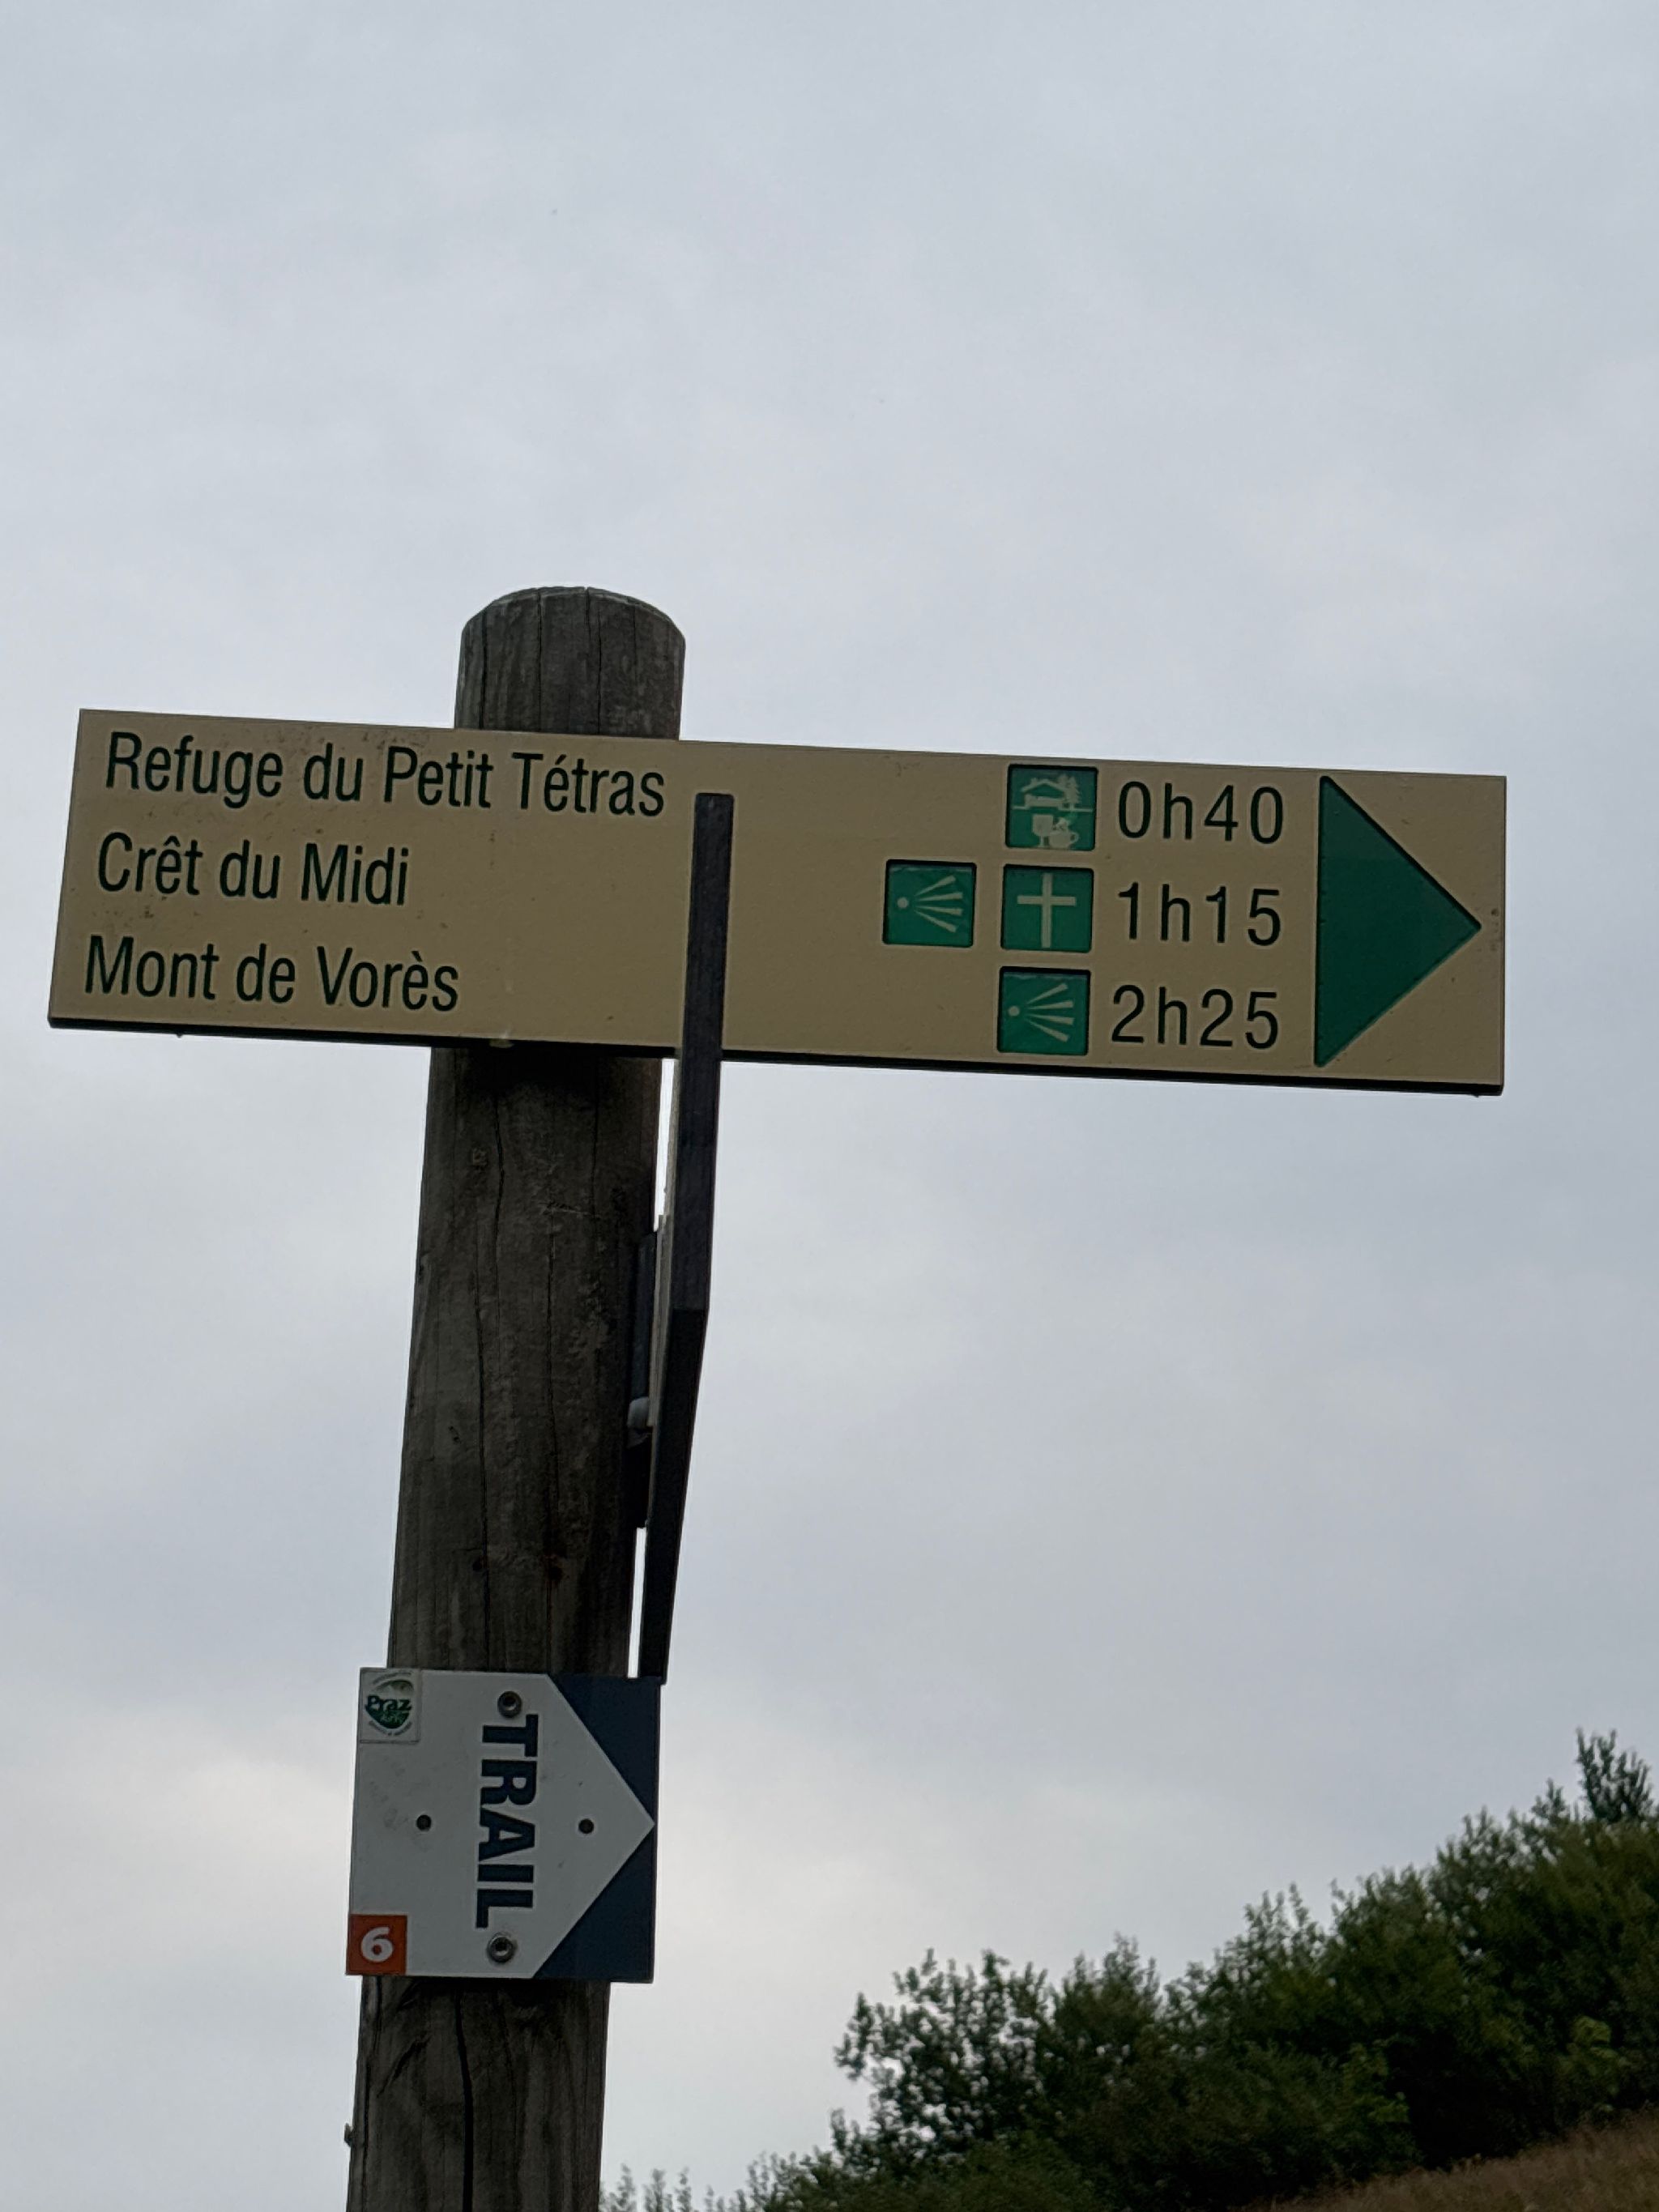 Refuge du Petit Tétras 0h40
Crêt du Midi 1h15
Mont de Vorès 2h25
Praz
TRAIL
6